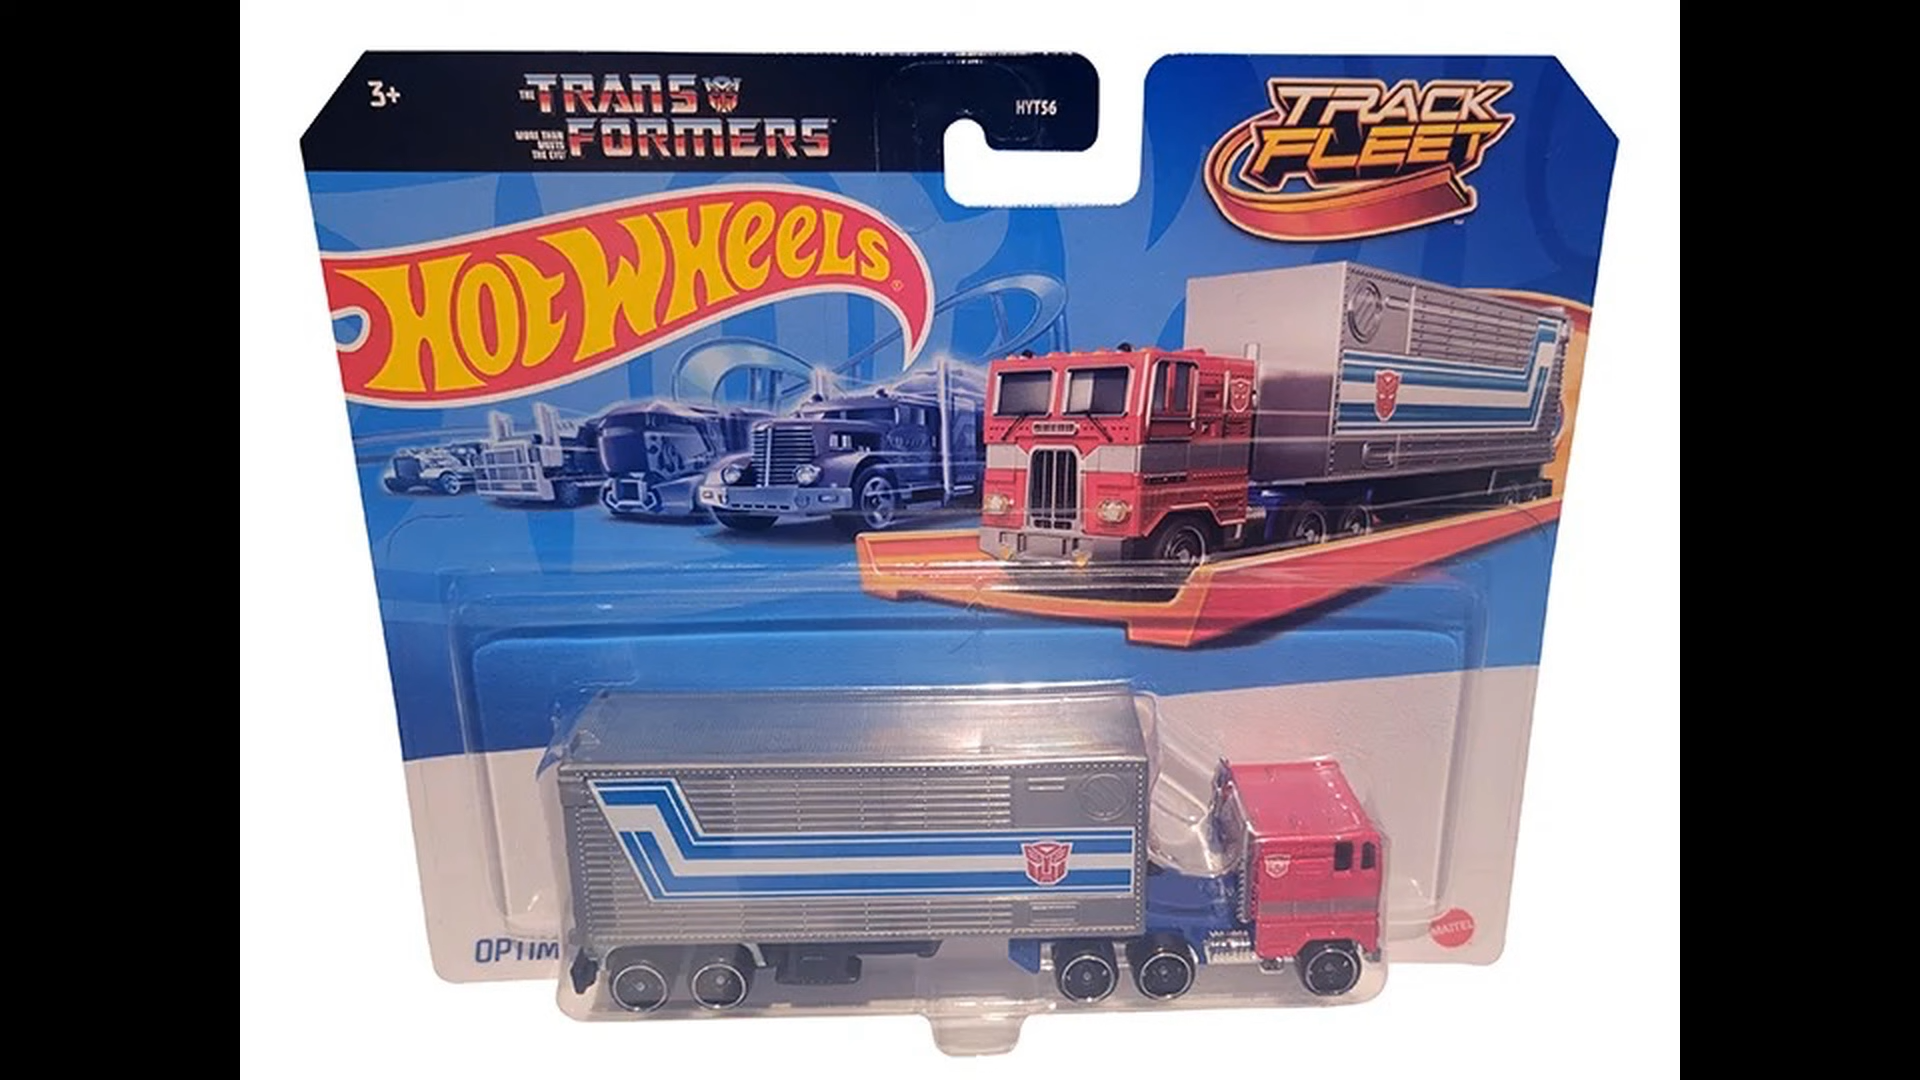 3+
THE TRANS
FORMERS
MORE THAN
MEETS
THE EYE!
HYT56
TRACK
FLEET
HOT WHEELS
OPTIM
MATTEL